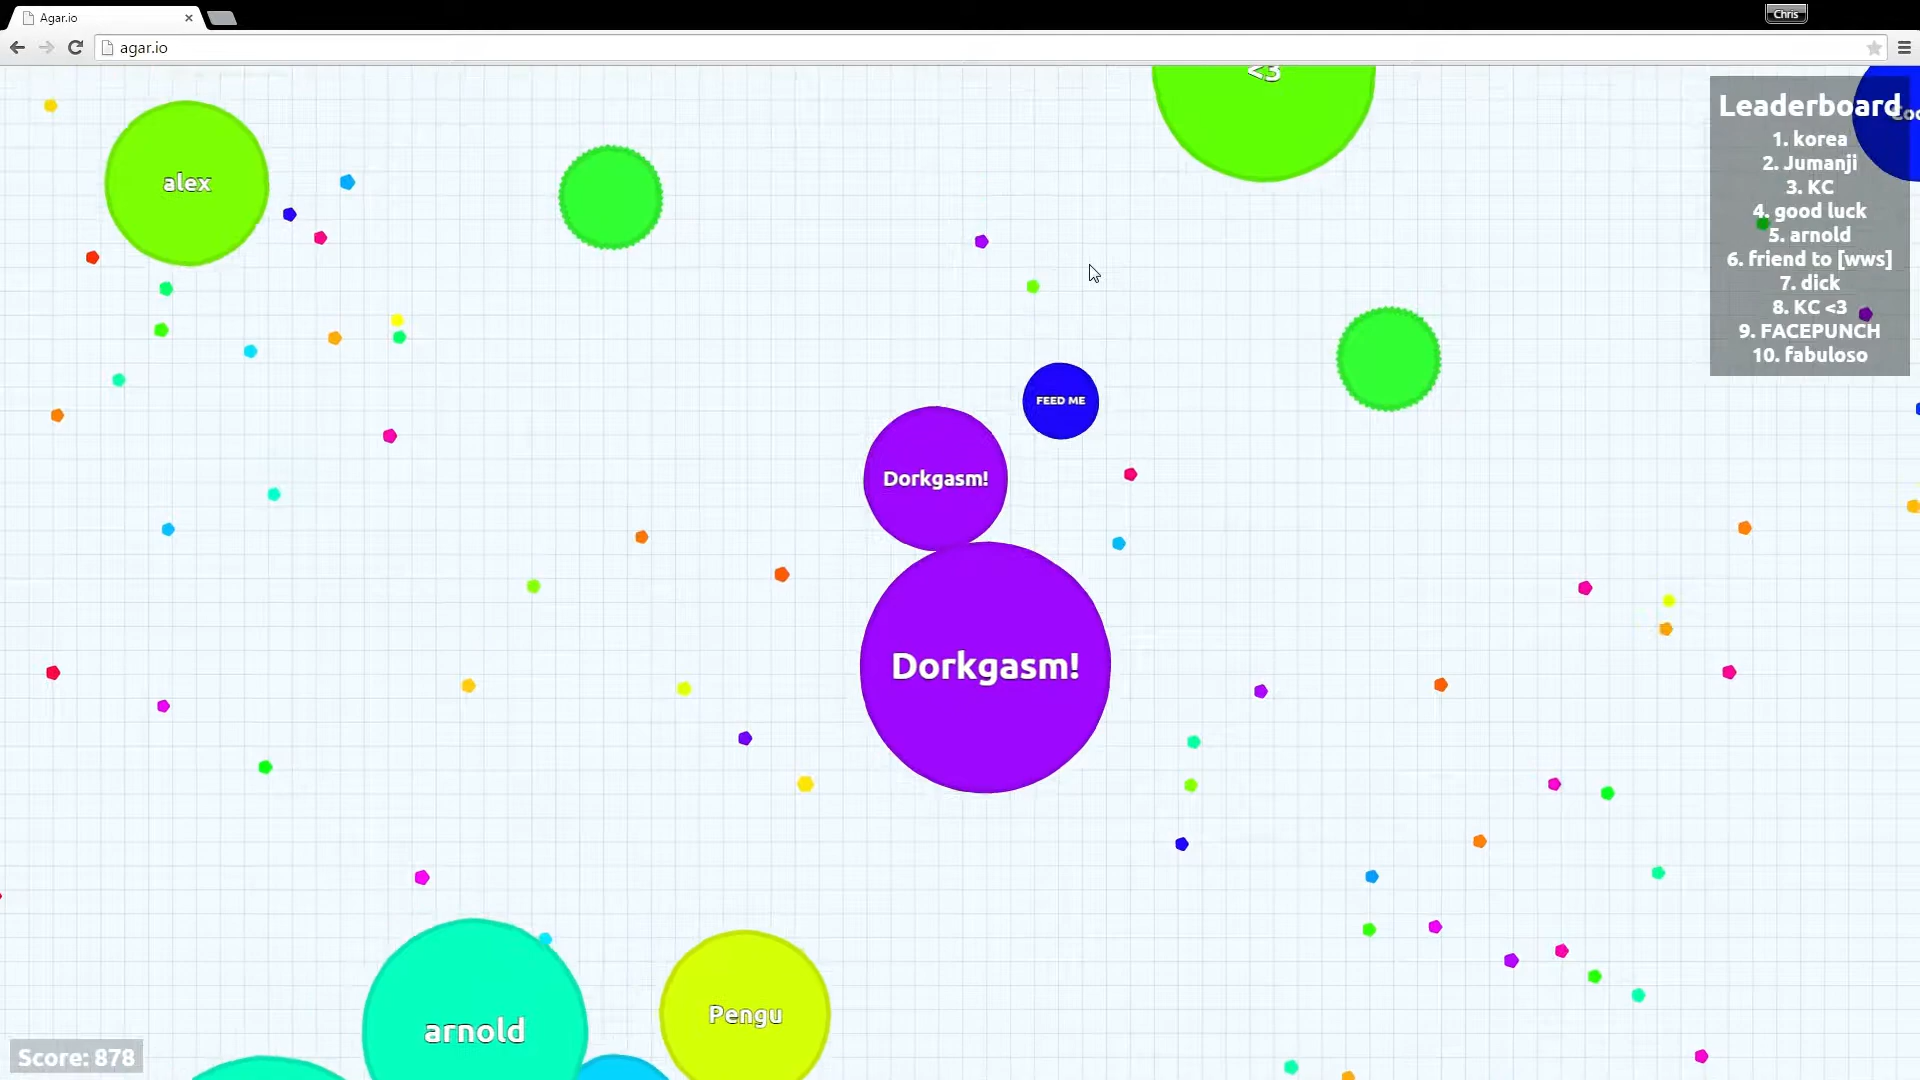 Agar.io
Chris
agar.io
<3
Leaderboard
1. korea
2. Jumanji
3. KC
4. good luck
5. arnold
6. friend to [wws]
7. dick
8. KC <3
9. FACEPUNCH
10. fabuloso
alex
FEED ME
Dorkgasm!
Dorkgasm!
arnold
Pengu
Score: 878